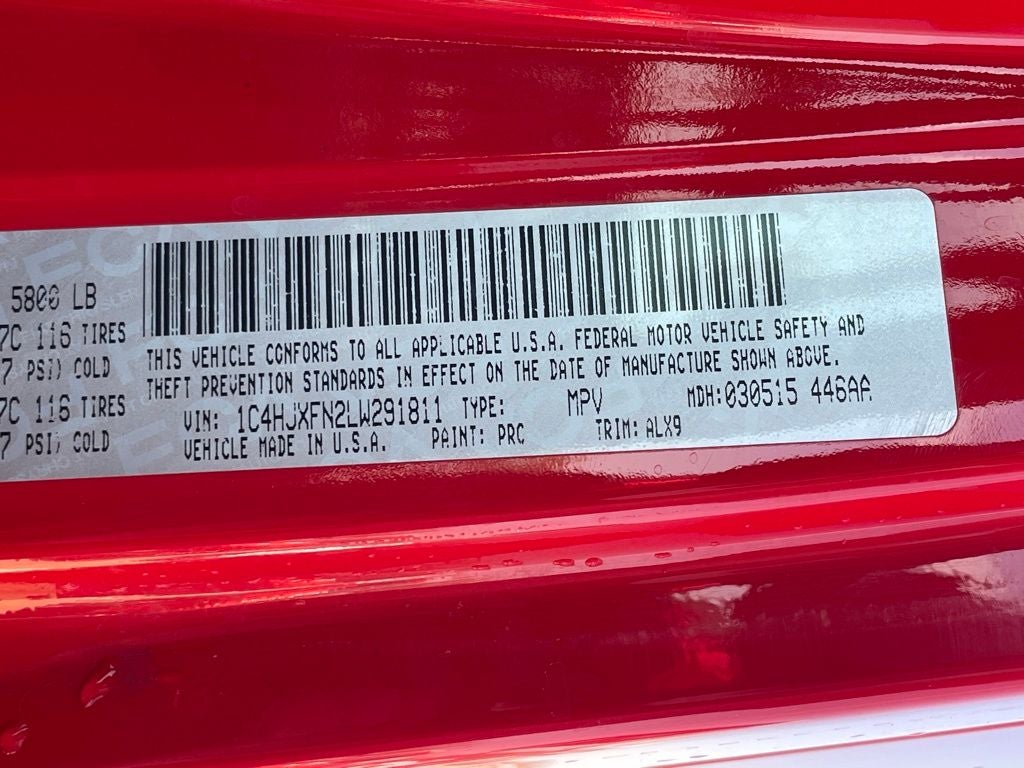 5800 LB
7C 116 TIRES
7 PSI) COLD
7C 116 TIRES
7 PSI) COLD
THIS VEHICLE CONFORMS TO ALL APPLICABLE U.S.A. FEDERAL MOTOR VEHICLE SAFETY AND
THEFT PREVENTION STANDARDS IN EFFECT ON THE DATE OF MANUFACTURE SHOWN ABOVE.
VIN: 1C4HJXFN2LW291811 TYPE: MPV MDH: 030515 446AA
VEHICLE MADE IN U.S.A. PAINT: PRC TRIM: ALX9